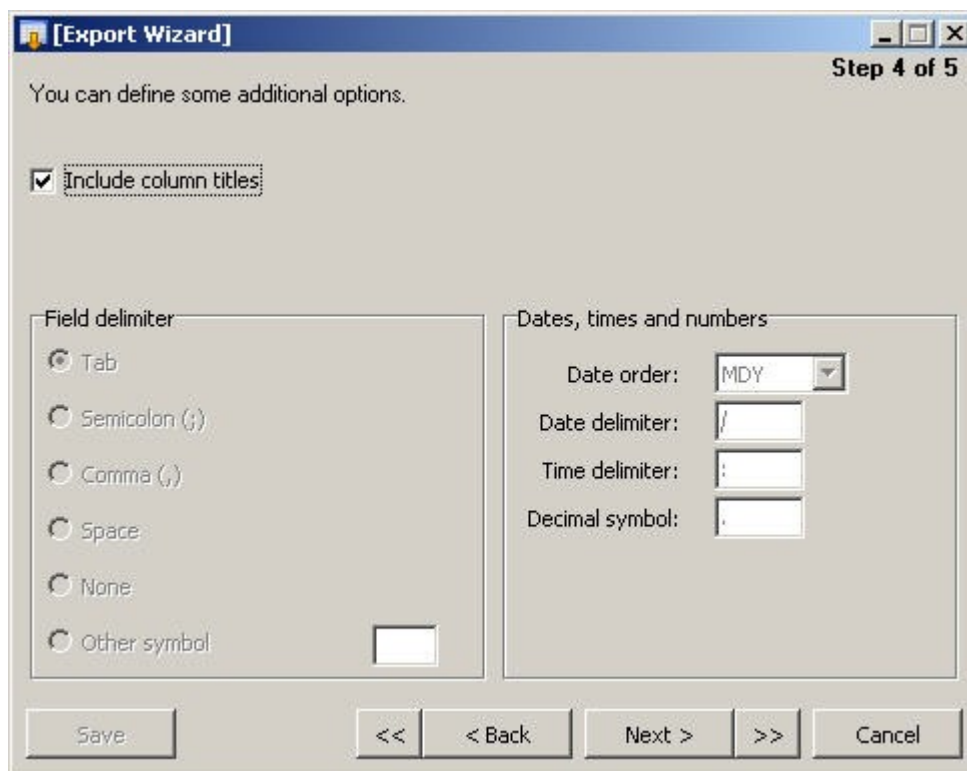 [Export Wizard]
Step 4 of 5
You can define some additional options.
Include column titles
Field delimiter
Tab
Semicolon (;)
Comma (,)
Space
None
Other symbol
Dates, times and numbers
Date order: MDY
Date delimiter: /
Time delimiter: :
Decimal symbol: .
Save << < Back Next > >> Cancel